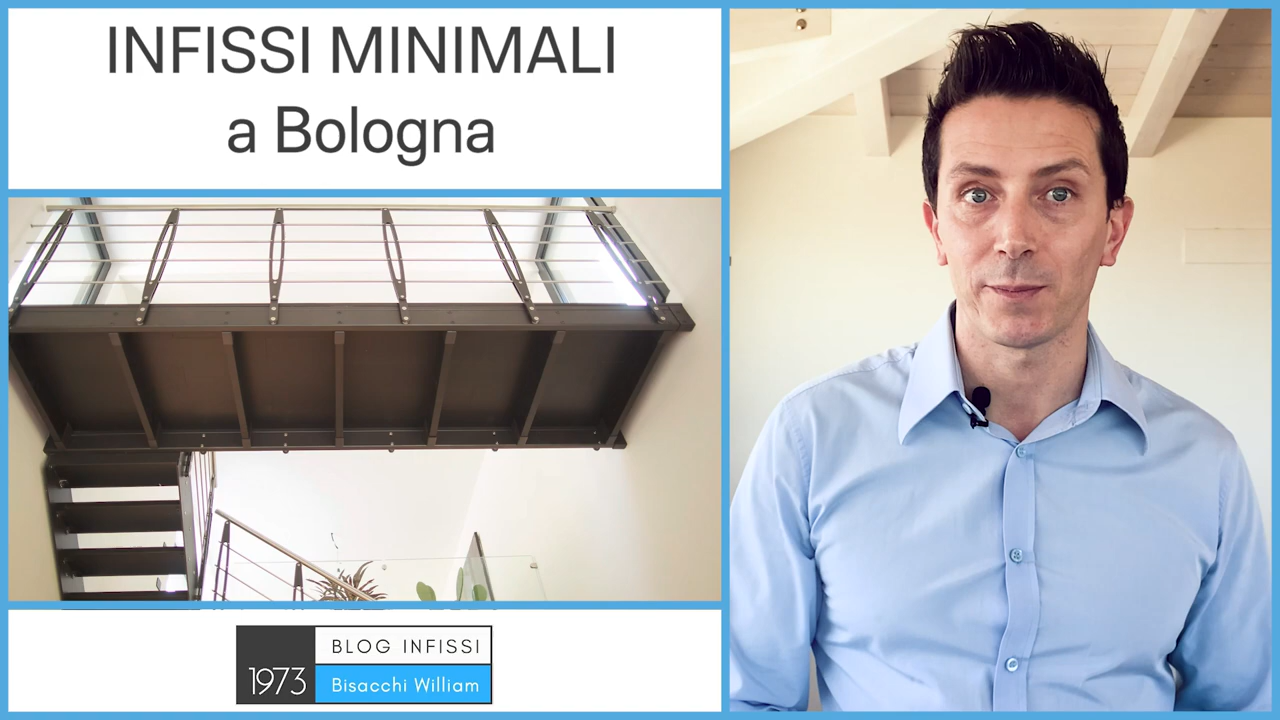 INFISSI MINIMALI
a Bologna
1973
BLOG INFISSI
Bisacchi William